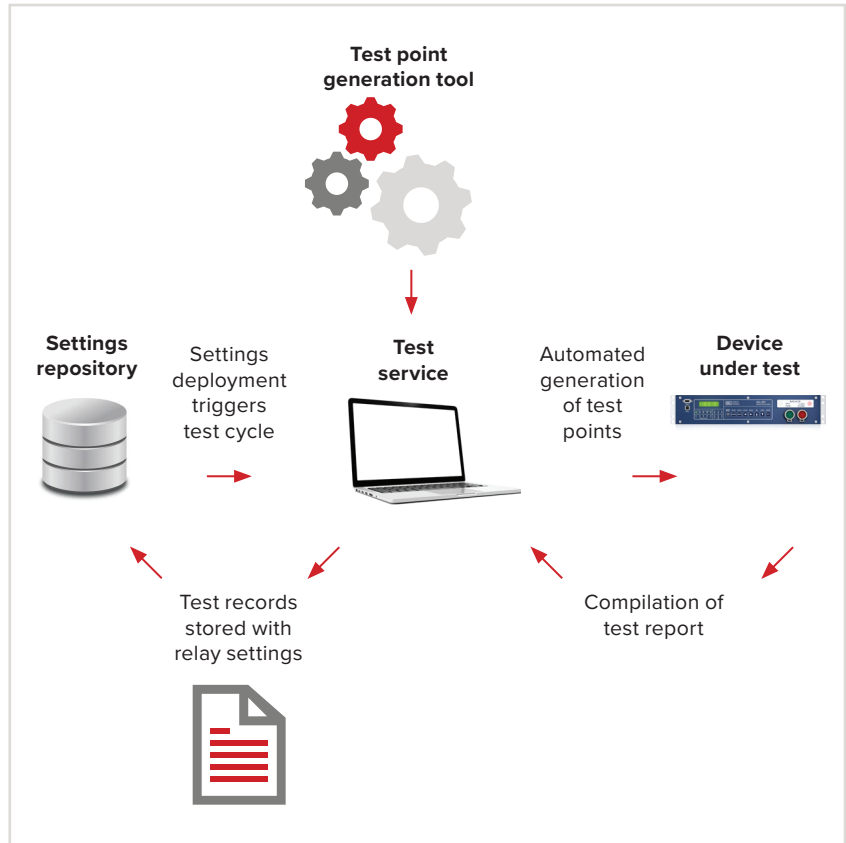 Test point
generation tool
Settings
repository
Settings
deployment
triggers
test cycle
Test
service
Automated
generation
of test
points
Device
under test
Test records
stored with
relay settings
Compilation of
test report